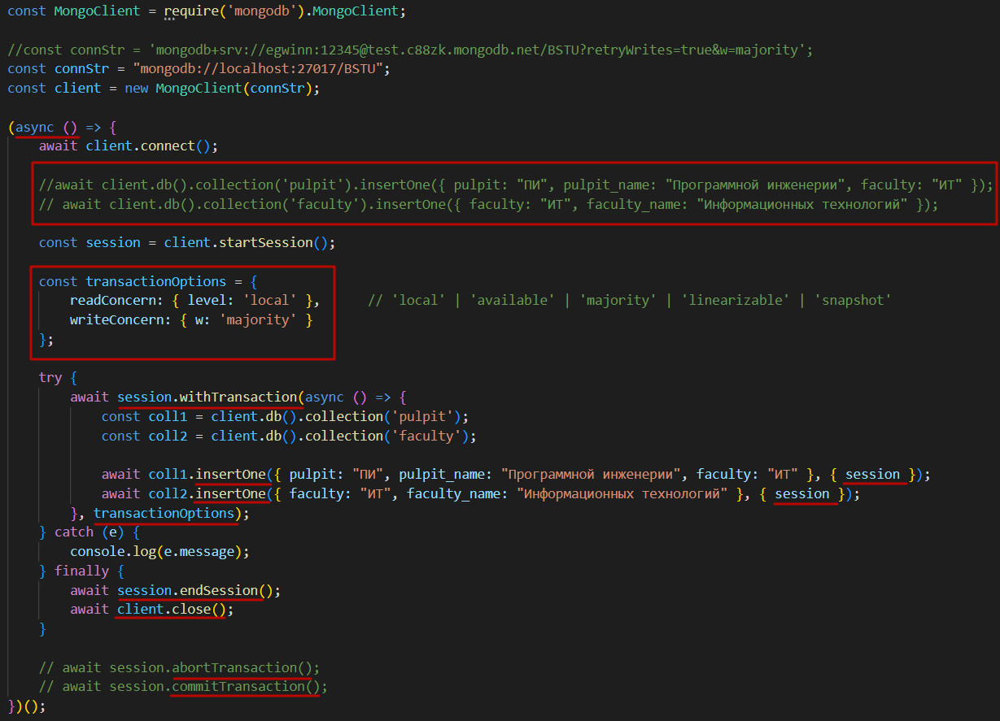 const MongoClient = require('mongodb').MongoClient;
//const connStr = 'mongodb+srv://egwinn:12345@test.c88zk.mongodb.net/BSTU?retryWrites=true&w=majority';
const connStr = "mongodb://localhost:27017/BSTU";
const client = new MongoClient(connStr);
(async () => {
await client.connect();
//await client.db().collection('pulpit').insertOne({ pulpit: "ПИ", pulpit_name: "Программной инженерии", faculty: "ИТ" });
// await client.db().collection('faculty').insertOne({ faculty: "ИТ", faculty_name: "Информационных технологий" });
const session = client.startSession();
const transactionOptions = {
readConcern: { level: 'local' }, // 'local' | 'available' | 'majority' | 'linearizable' | 'snapshot'
writeConcern: { w: 'majority' }
};
try {
await session.withTransaction(async () => {
const coll1 = client.db().collection('pulpit');
const coll2 = client.db().collection('faculty');
await coll1.insertOne({ pulpit: "ПИ", pulpit_name: "Программной инженерии", faculty: "ИТ" }, { session });
await coll2.insertOne({ faculty: "ИТ", faculty_name: "Информационных технологий" }, { session });
}, transactionOptions);
} catch (e) {
console.log(e.message);
} finally {
await session.endSession();
await client.close();
}
// await session.abortTransaction();
// await session.commitTransaction();
})();